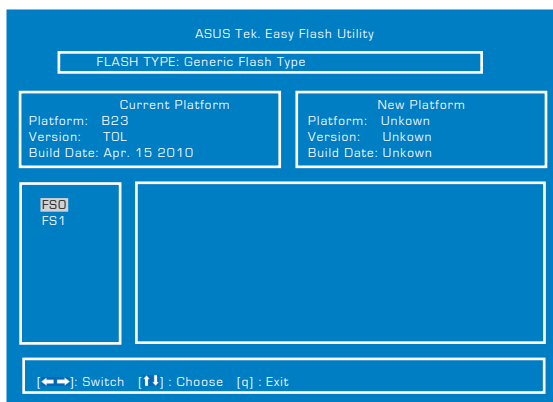 ASUS Tek. Easy Flash Utility
FLASH TYPE: Generic Flash Type
Current Platform
Platform: B23
Version: TOL
Build Date: Apr. 15 2010
New Platform
Platform: Unkown
Version: Unkown
Build Date: Unkown
FS0
FS1
[←→]: Switch [↑↓] : Choose [q] : Exit